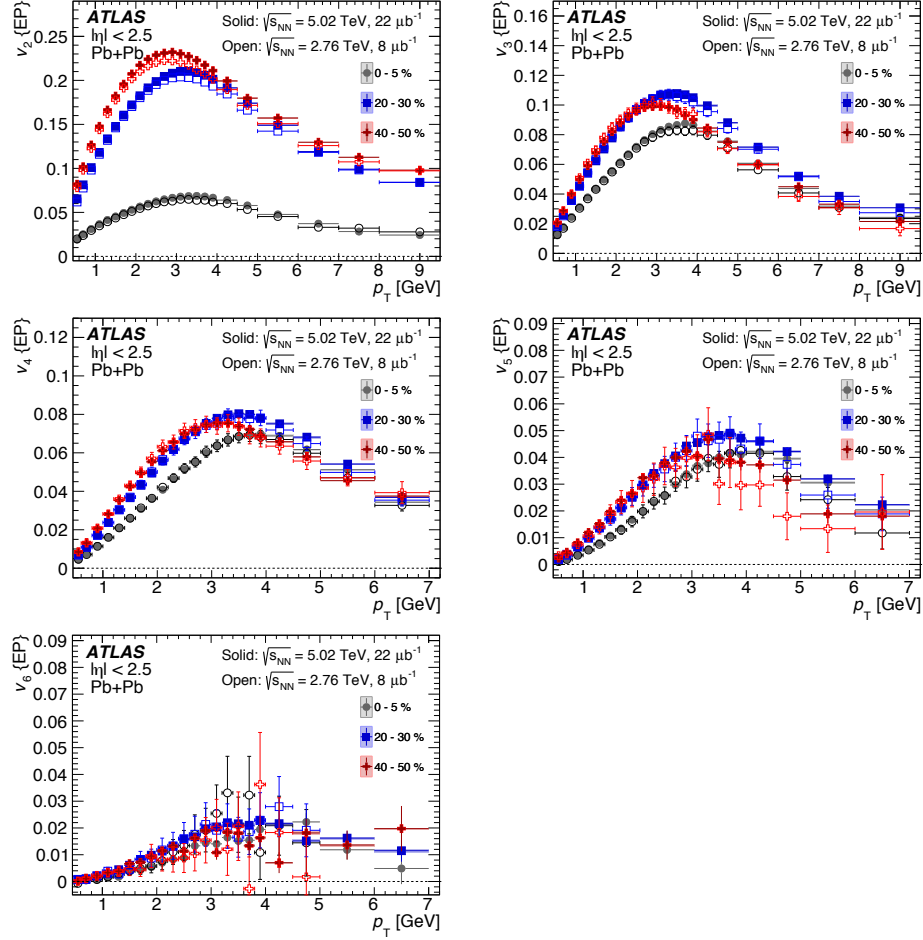 v₂ {EP}
ATLAS
|η| < 2.5
Pb+Pb
Solid: √sNN = 5.02 TeV, 22 μb⁻¹
Open: √sNN = 2.76 TeV, 8 μb⁻¹
0 - 5 %
20 - 30 %
40 - 50 %
0.25
0.2
0.15
0.1
0.05
0
1 2 3 4 5 6 7 8 9
pT [GeV]
v₃ {EP}
ATLAS
|η| < 2.5
Pb+Pb
Solid: √sNN = 5.02 TeV, 22 μb⁻¹
Open: √sNN = 2.76 TeV, 8 μb⁻¹
0 - 5 %
20 - 30 %
40 - 50 %
0.16
0.14
0.12
0.1
0.08
0.06
0.04
0.02
0
1 2 3 4 5 6 7 8 9
pT [GeV]
v₄ {EP}
ATLAS
|η| < 2.5
Pb+Pb
Solid: √sNN = 5.02 TeV, 22 μb⁻¹
Open: √sNN = 2.76 TeV, 8 μb⁻¹
0 - 5 %
20 - 30 %
40 - 50 %
0.12
0.1
0.08
0.06
0.04
0.02
0
1 2 3 4 5 6 7
pT [GeV]
v₅ {EP}
ATLAS
|η| < 2.5
Pb+Pb
Solid: √sNN = 5.02 TeV, 22 μb⁻¹
Open: √sNN = 2.76 TeV, 8 μb⁻¹
0 - 5 %
20 - 30 %
40 - 50 %
0.09
0.08
0.07
0.06
0.05
0.04
0.03
0.02
0.01
0
1 2 3 4 5 6 7
pT [GeV]
v₆ {EP}
ATLAS
|η| < 2.5
Pb+Pb
Solid: √sNN = 5.02 TeV, 22 μb⁻¹
Open: √sNN = 2.76 TeV, 8 μb⁻¹
0 - 5 %
20 - 30 %
40 - 50 %
0.09
0.08
0.07
0.06
0.05
0.04
0.03
0.02
0.01
0
1 2 3 4 5 6 7
pT [GeV]